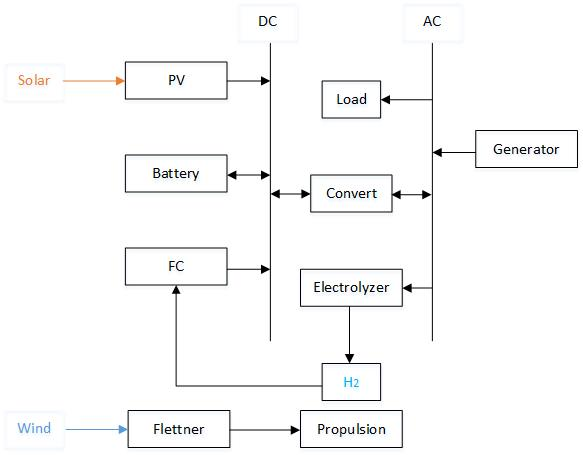 DC
AC
Solar
PV
Load
Generator
Battery
Convert
FC
Electrolyzer
H2
Wind
Flettner
Propulsion